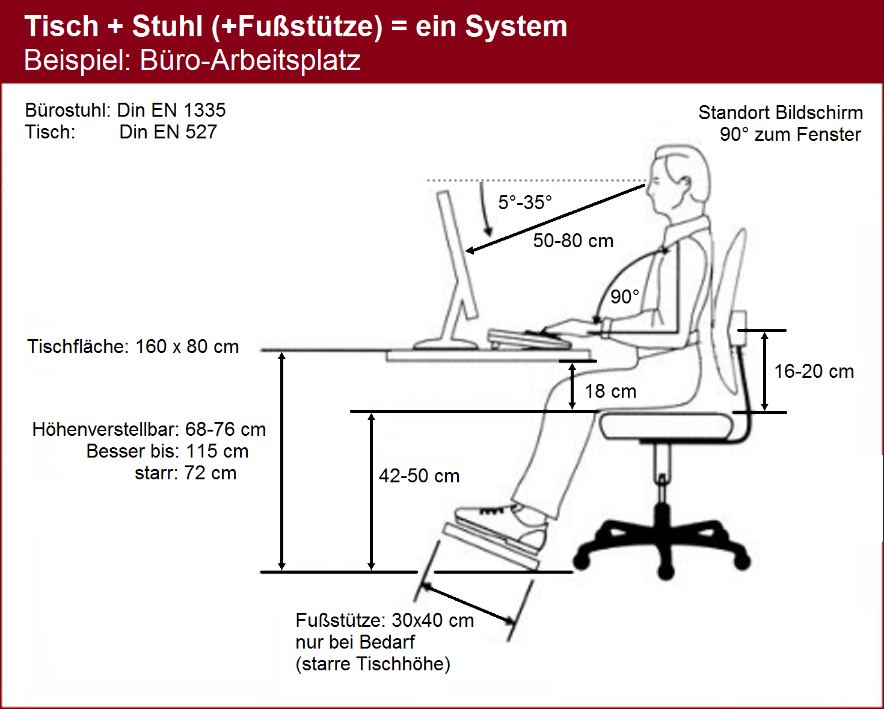 Tisch + Stuhl (+Fußstütze) = ein System
Beispiel: Büro-Arbeitsplatz
Bürostuhl: Din EN 1335
Tisch: Din EN 527
Standort Bildschirm
90° zum Fenster
5°-35°
50-80 cm
90°
Tischfläche: 160 x 80 cm
16-20 cm
18 cm
Höhenverstellbar: 68-76 cm
Besser bis: 115 cm
starr: 72 cm
42-50 cm
Fußstütze: 30x40 cm
nur bei Bedarf
(starre Tischhöhe)